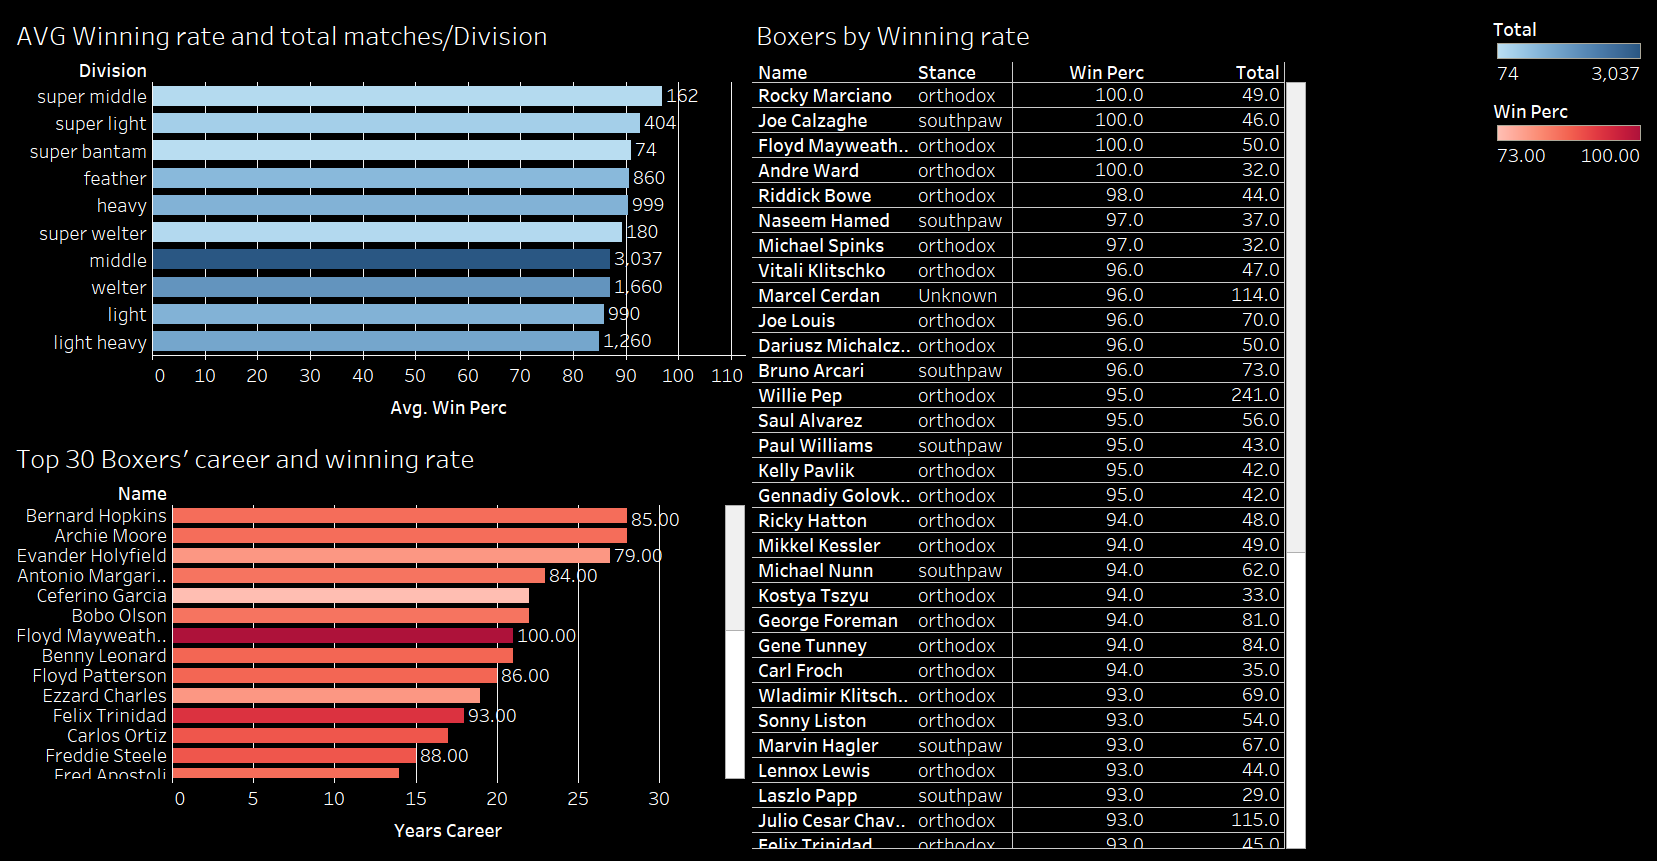 AVG Winning rate and total matches/Division
Division
super middle 162
super light 404
super bantam 74
feather 860
heavy 999
super welter 180
middle 3,037
welter 1,660
light 990
light heavy 1,260
0 10 20 30 40 50 60 70 80 90 100 110
Avg. Win Perc
Top 30 Boxers' career and winning rate
Name
Bernard Hopkins 85.00
Archie Moore
Evander Holyfield 79.00
Antonio Margari.. 84.00
Ceferino Garcia
Bobo Olson
Floyd Mayweath.. 100.00
Benny Leonard
Floyd Patterson 86.00
Ezzard Charles
Felix Trinidad 93.00
Carlos Ortiz
Freddie Steele 88.00
Fred Apostoli
0 5 10 15 20 25 30
Years Career
Boxers by Winning rate
Name Stance Win Perc Total
Rocky Marciano orthodox 100.0 49.0
Joe Calzaghe southpaw 100.0 46.0
Floyd Mayweath.. orthodox 100.0 50.0
Andre Ward orthodox 100.0 32.0
Riddick Bowe orthodox 98.0 44.0
Naseem Hamed southpaw 97.0 37.0
Michael Spinks orthodox 97.0 32.0
Vitali Klitschko orthodox 96.0 47.0
Marcel Cerdan Unknown 96.0 114.0
Joe Louis orthodox 96.0 70.0
Dariusz Michalcz.. orthodox 96.0 50.0
Bruno Arcari southpaw 96.0 73.0
Willie Pep orthodox 95.0 241.0
Saul Alvarez orthodox 95.0 56.0
Paul Williams southpaw 95.0 43.0
Kelly Pavlik orthodox 95.0 42.0
Gennadiy Golovk.. orthodox 95.0 42.0
Ricky Hatton orthodox 94.0 48.0
Mikkel Kessler orthodox 94.0 49.0
Michael Nunn southpaw 94.0 62.0
Kostya Tszyu orthodox 94.0 33.0
George Foreman orthodox 94.0 81.0
Gene Tunney orthodox 94.0 84.0
Carl Froch orthodox 94.0 35.0
Wladimir Klitsch.. orthodox 93.0 69.0
Sonny Liston orthodox 93.0 54.0
Marvin Hagler southpaw 93.0 67.0
Lennox Lewis orthodox 93.0 44.0
Laszlo Papp southpaw 93.0 29.0
Julio Cesar Chav.. orthodox 93.0 115.0
Felix Trinidad orthodox 93.0 45.0
Total
74 3,037
Win Perc
73.00 100.00